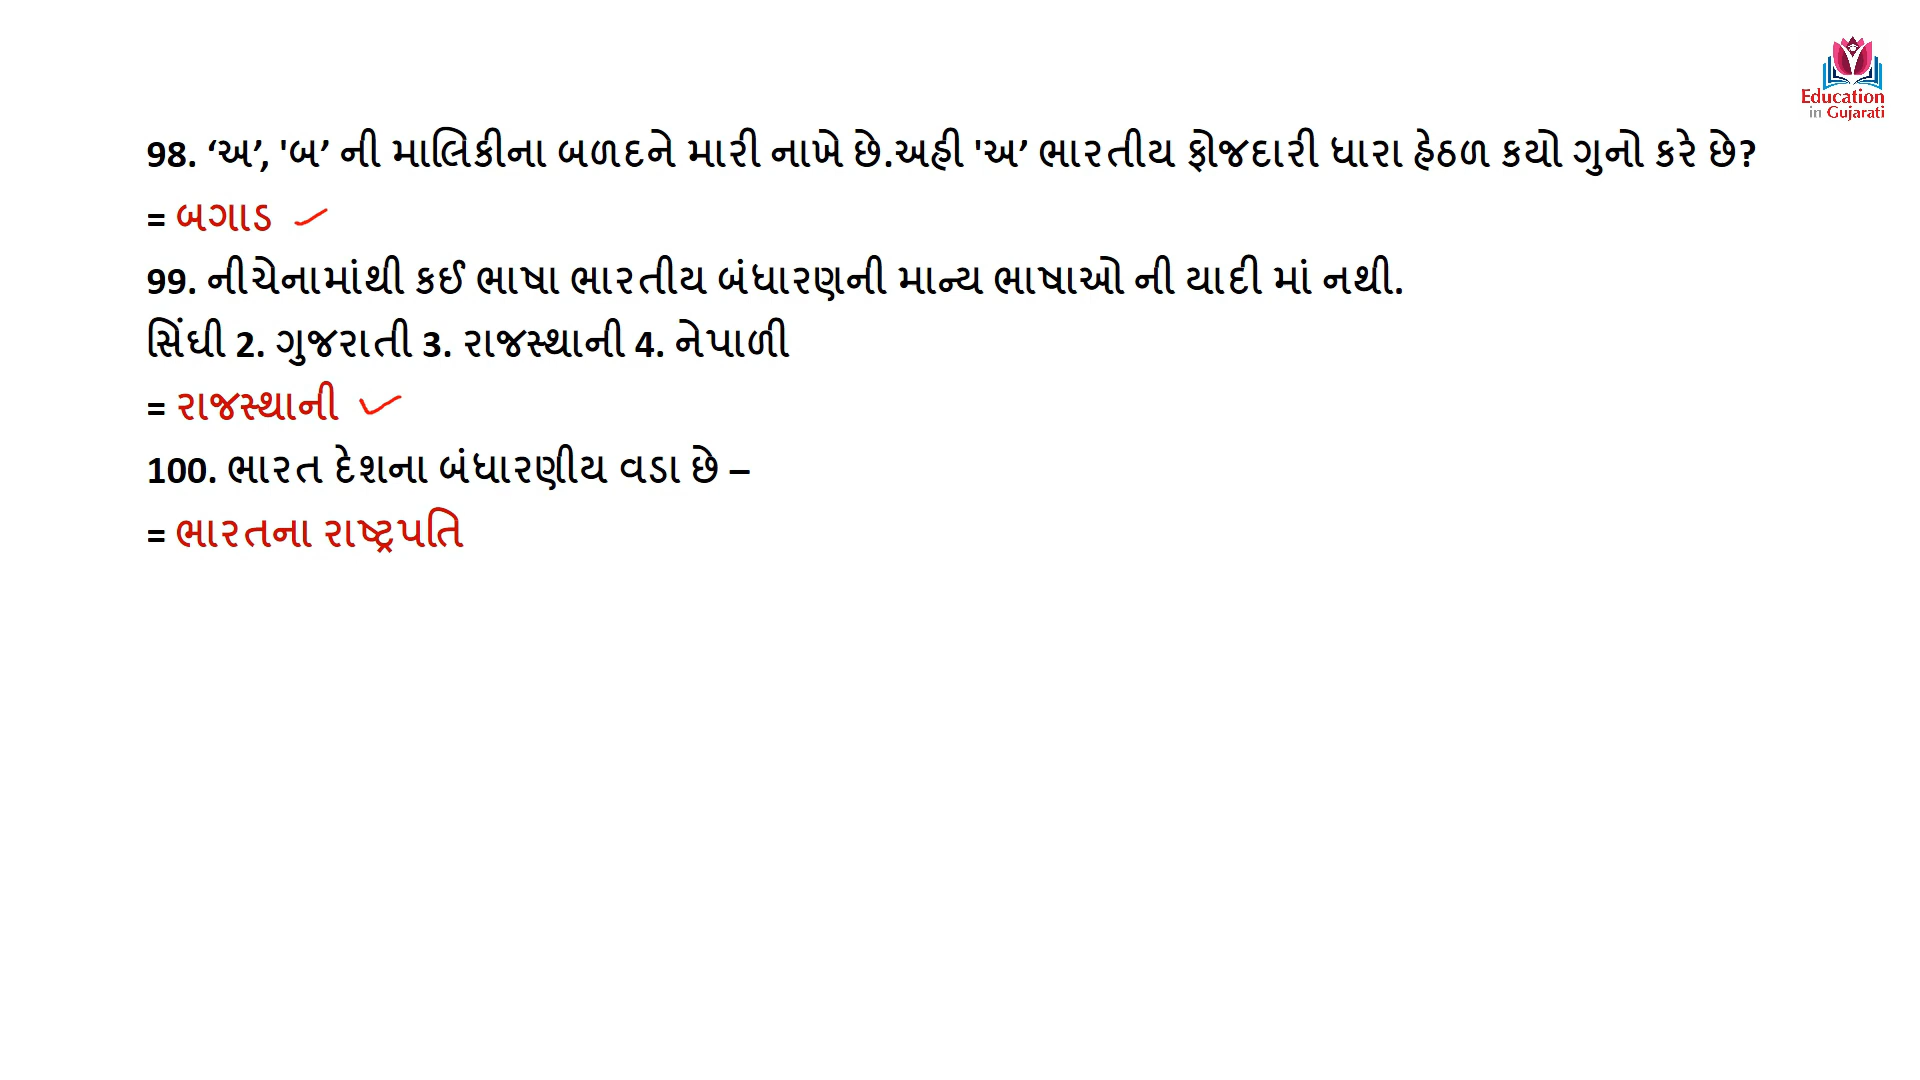 Education
in Gujarati
98. ‘અ’, 'બ’ ની માલિકીના બળદને મારી નાખે છે.અહી 'અ’ ભારતીય ફોજદારી ધારા હેઠળ કયો ગુનો કરે છે?
= બગાડ
99. નીચેનામાંથી કઈ ભાષા ભારતીય બંધારણની માન્ય ભાષાઓ ની યાદી માં નથી.
સિંઘી 2. ગુજરાતી 3. રાજસ્થાની 4. નેપાળી
= રાજસ્થાની
100. ભારત દેશના બંધારણીય વડા છે –
= ભારતના રાષ્ટ્રપતિ